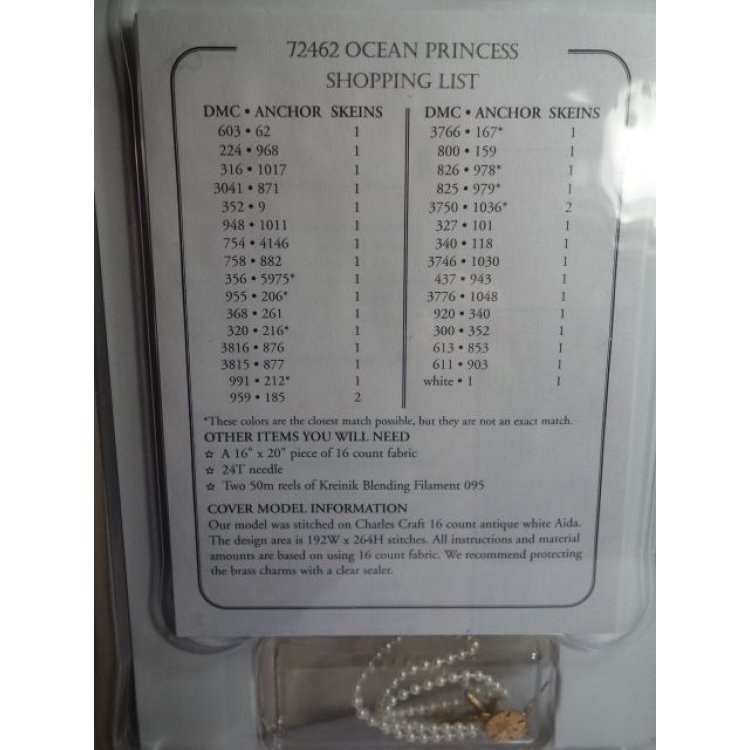 72462 OCEAN PRINCESS
SHOPPING LIST
DMC • ANCHOR SKEINS
603 • 62 1
224 • 968 1
316 • 1017 1
3041 • 871 1
352 • 9 1
948 • 1011 1
754 • 4146 1
758 • 882 1
356 • 5975* 1
955 • 206* 1
368 • 261 1
320 • 216* 1
3816 • 876 1
3815 • 877 1
991 • 212* 1
959 • 185 2
DMC • ANCHOR SKEINS
3766 • 167* 1
800 • 159 1
826 • 978* 1
825 • 979* 1
3750 • 1036* 2
327 • 101 1
340 • 118 1
3746 • 1030 1
437 • 943 1
3776 • 1048 1
920 • 340 1
300 • 352 1
613 • 853 1
611 • 903 1
white • 1 1
*These colors are the closest match possible, but they are not an exact match.
OTHER ITEMS YOU WILL NEED
☆ A 16" x 20" piece of 16 count fabric
☆ 24T needle
☆ Two 50m reels of Kreinik Blending Filament 095
COVER MODEL INFORMATION
Our model was stitched on Charles Craft 16 count antique white Aida.
The design area is 192W x 264H stitches. All instructions and material
amounts are based on using 16 count fabric. We recommend protecting
the brass charms with a clear sealer.